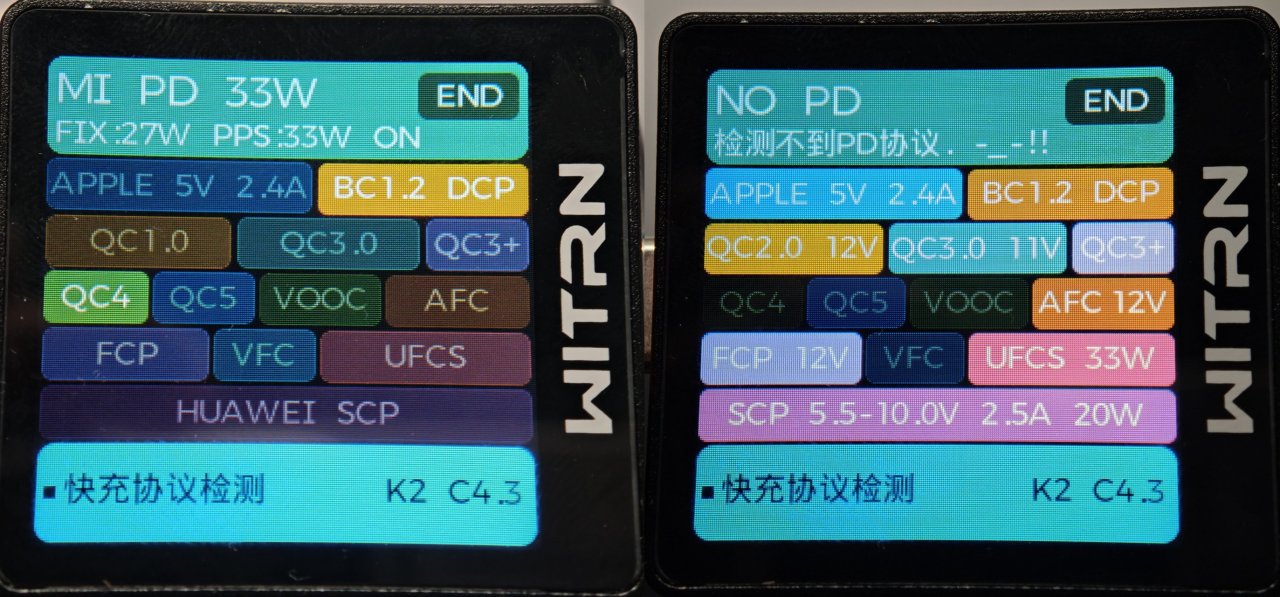 MI PD 33W END
FIX:27W PPS:33W ON
APPLE 5V 2.4A BC1.2 DCP
QC1.0 QC3.0 QC3+
QC4 QC5 VOOC AFC
FCP VFC UFCS
HUAWEI SCP
快充协议检测 K2 C4.3
WITRN
NO PD END
检测不到PD协议. -_-!!
APPLE 5V 2.4A BC1.2 DCP
QC2.0 12V QC3.0 11V QC3+
QC4 QC5 VOOC AFC 12V
FCP 12V VFC UFCS 33W
SCP 5.5-10.0V 2.5A 20W
快充协议检测 K2 C4.3
WITRN